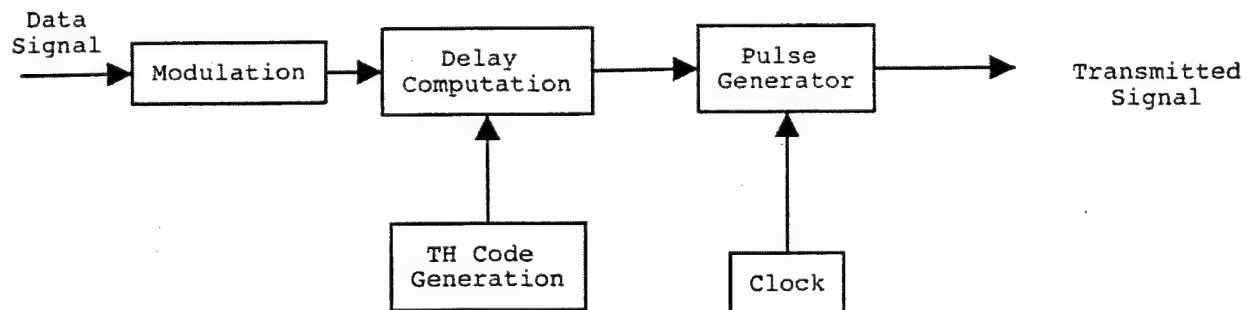 Data
Signal
Modulation
Delay
Computation
Pulse
Generator
Transmitted
Signal
TH Code
Generation
Clock